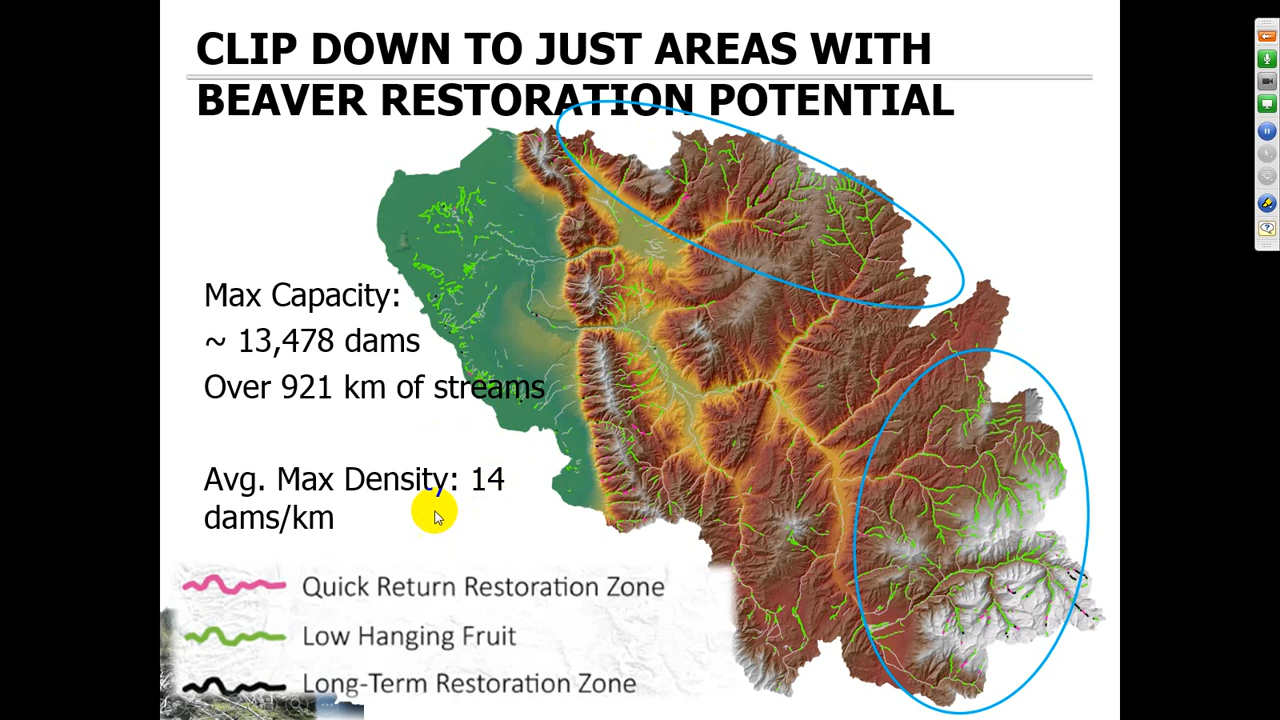 CLIP DOWN TO JUST AREAS WITH
BEAVER RESTORATION POTENTIAL
Max Capacity:
~ 13,478 dams
Over 921 km of streams
Avg. Max Density: 14
dams/km
Quick Return Restoration Zone
Low Hanging Fruit
Long-Term Restoration Zone